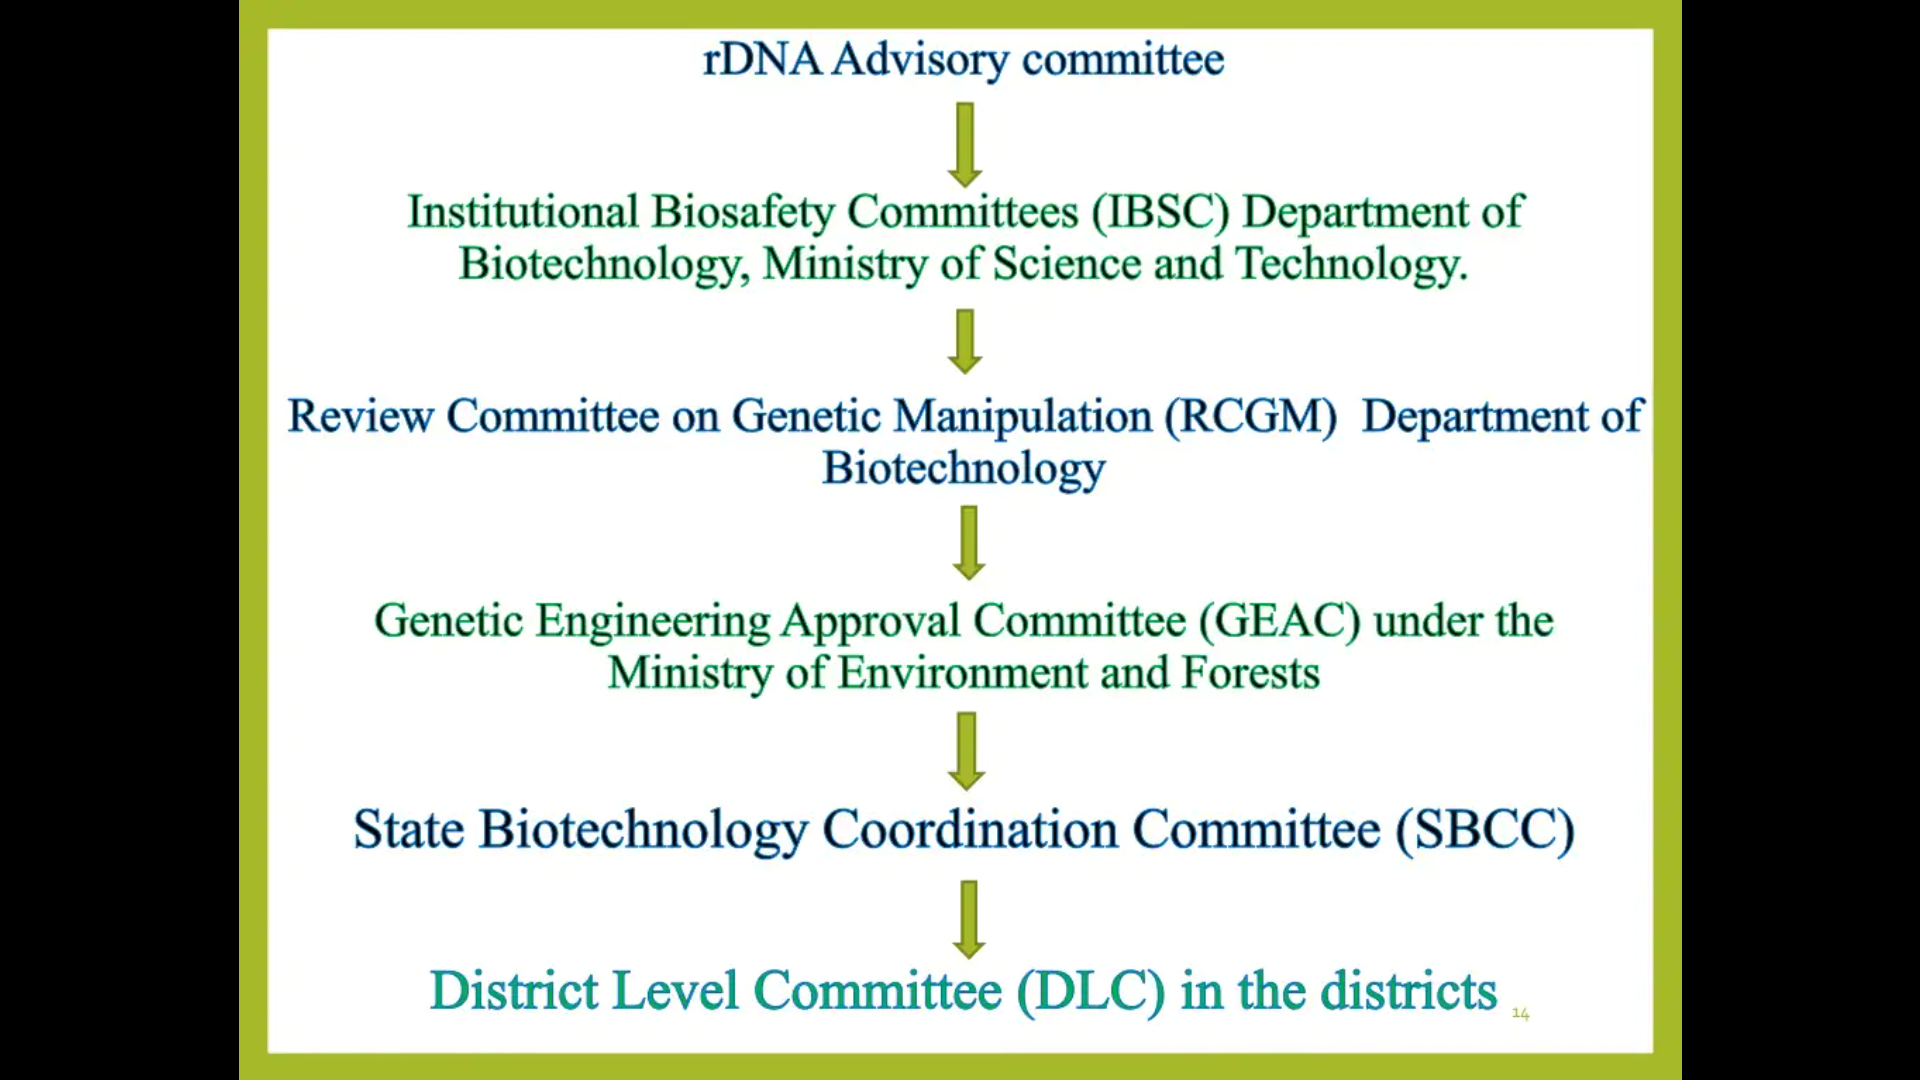 rDNA Advisory committee
Institutional Biosafety Committees (IBSC) Department of
Biotechnology, Ministry of Science and Technology.
Review Committee on Genetic Manipulation (RCGM) Department of
Biotechnology
Genetic Engineering Approval Committee (GEAC) under the
Ministry of Environment and Forests
State Biotechnology Coordination Committee (SBCC)
District Level Committee (DLC) in the districts
14